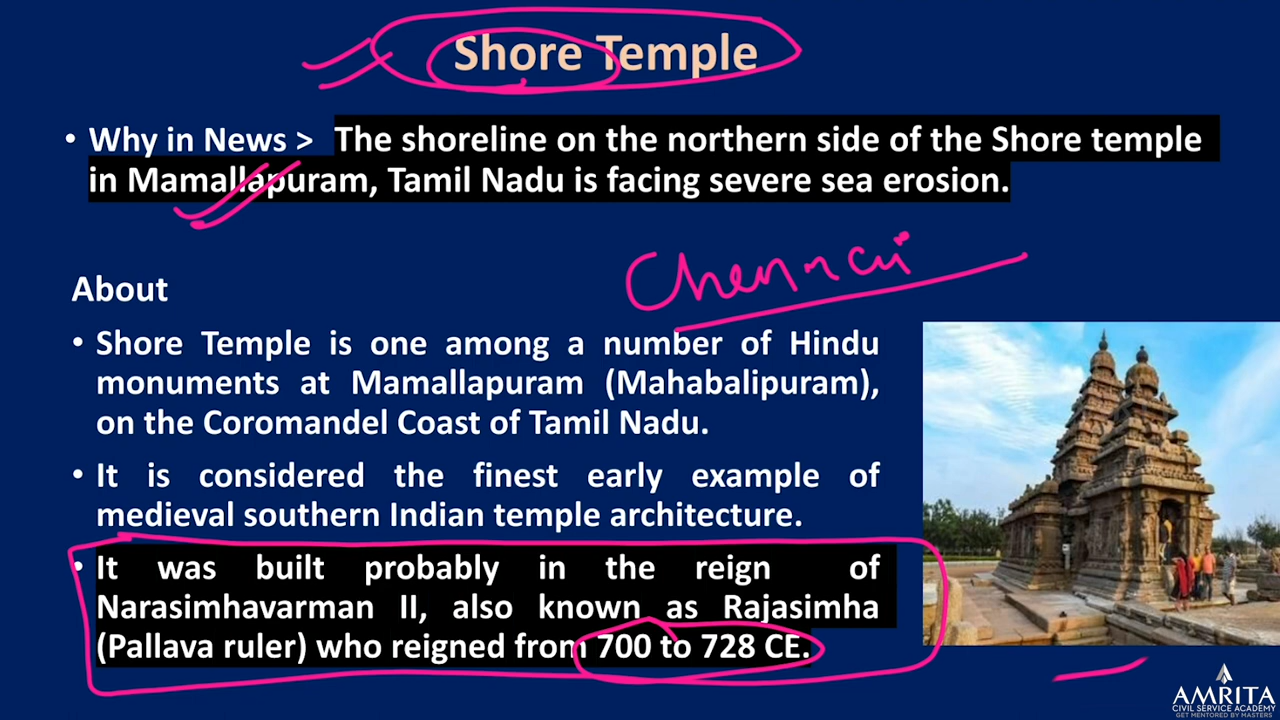 Shore Temple
• Why in News > The shoreline on the northern side of the Shore temple
in Mamallapuram, Tamil Nadu is facing severe sea erosion.
Chennai
About
• Shore Temple is one among a number of Hindu
monuments at Mamallapuram (Mahabalipuram),
on the Coromandel Coast of Tamil Nadu.
• It is considered the finest early example of
medieval southern Indian temple architecture.
• It was built probably in the reign of
Narasimhavarman II, also known as Rajasimha
(Pallava ruler) who reigned from 700 to 728 CE.
AMRITA
CIVIL SERVICE ACADEMY
GET MENTORED BY MASTERS